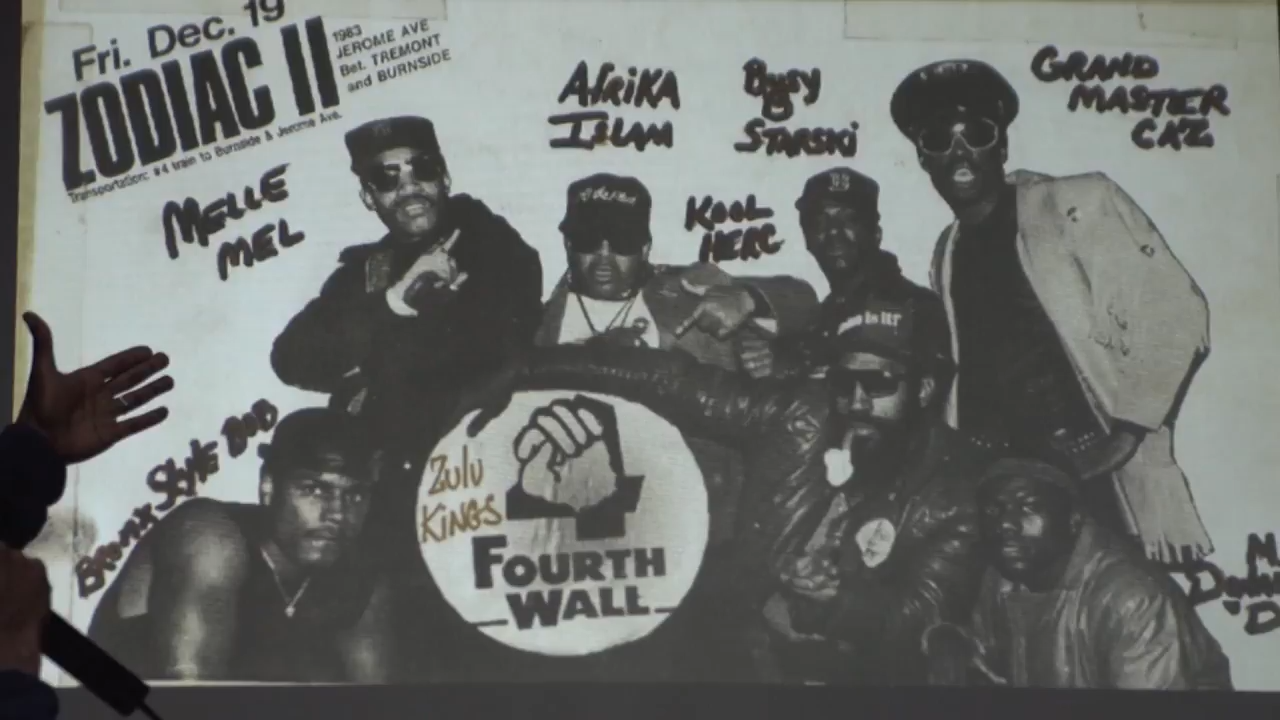 Fri. Dec. 19
ZODIAC II
1983
JEROME AVE
Bet. TREMONT
and BURNSIDE
Transportation: #4 train to Burnside & Jerome Ave.
MELLE
MEL
AFRIKA
ISLAM
BUSY
STARSKI
KOOL
HERC
GRAND
MASTER
CAZ
BRONX STYLE BOB
ZULU
KINGS
FOURTH
WALL
M.
"D